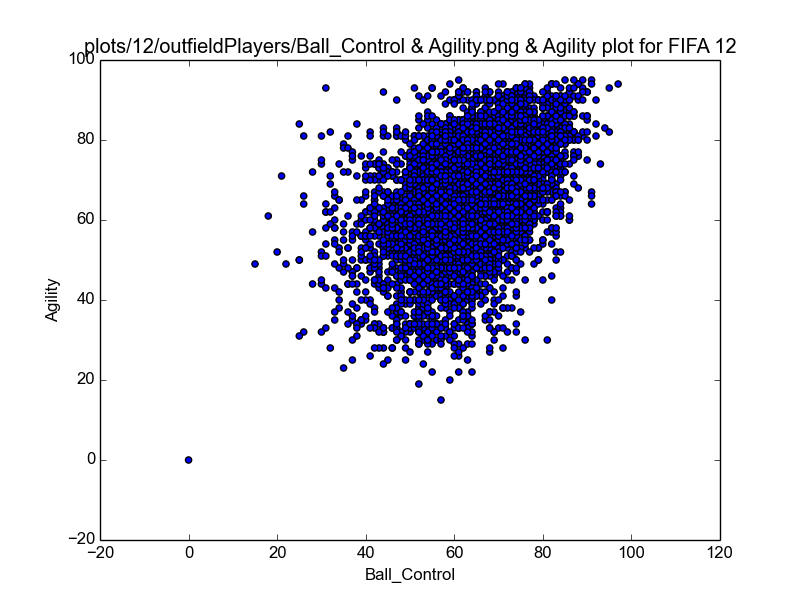 plots/12/outfieldPlayers/Ball_Control & Agility.png & Agility plot for FIFA 12
100
80
60
40
20
0
−20
Agility
−20 0 20 40 60 80 100 120
Ball_Control